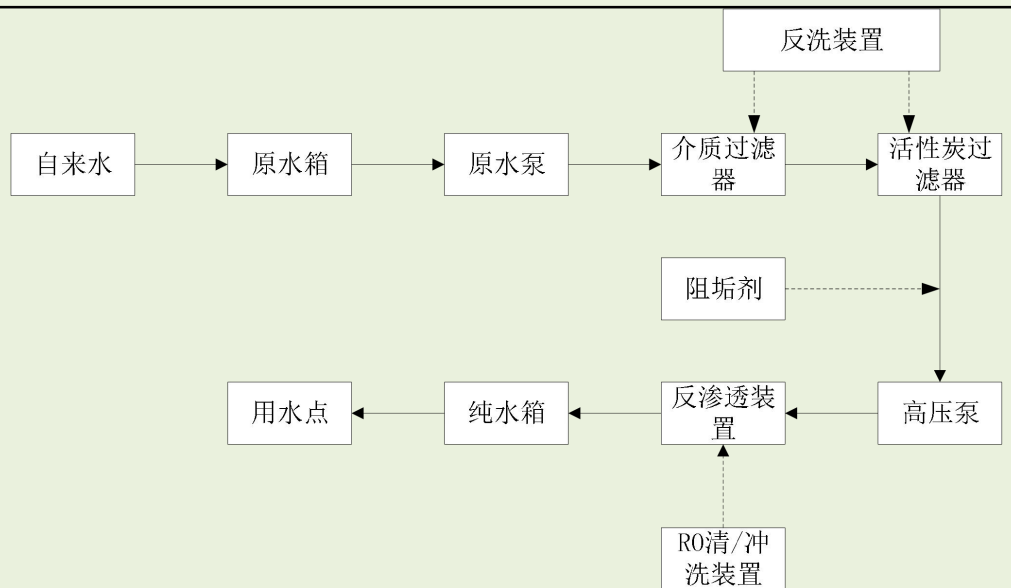 反洗装置
自来水
原水箱
原水泵
介质过滤
器
活性炭过
滤器
阻垢剂
用水点
纯水箱
反渗透装
置
高压泵
RO清/冲
洗装置